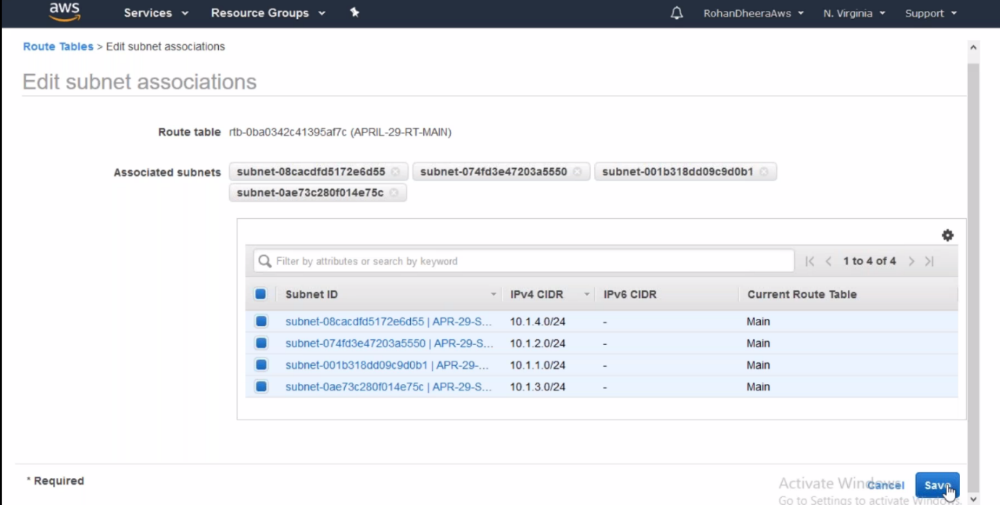 aws Services Resource Groups RohanDheeraAws N. Virginia Support
Route Tables > Edit subnet associations
Edit subnet associations
Route table rtb-0ba0342c41395af7c (APRIL-29-RT-MAIN)
Associated subnets subnet-08cacdfd5172e6d55 subnet-074fd3e47203a5550 subnet-001b318dd09c9d0b1
subnet-0ae73c280f014e75c
Filter by attributes or search by keyword 1 to 4 of 4
Subnet ID IPv4 CIDR IPv6 CIDR Current Route Table
subnet-08cacdfd5172e6d55 | APR-29-S... 10.1.4.0/24 - Main
subnet-074fd3e47203a5550 | APR-29-S... 10.1.2.0/24 - Main
subnet-001b318dd09c9d0b1 | APR-29-... 10.1.1.0/24 - Main
subnet-0ae73c280f014e75c | APR-29-S... 10.1.3.0/24 - Main
* Required Activate Windows Cancel Save
Go to Settings to activate Windows.